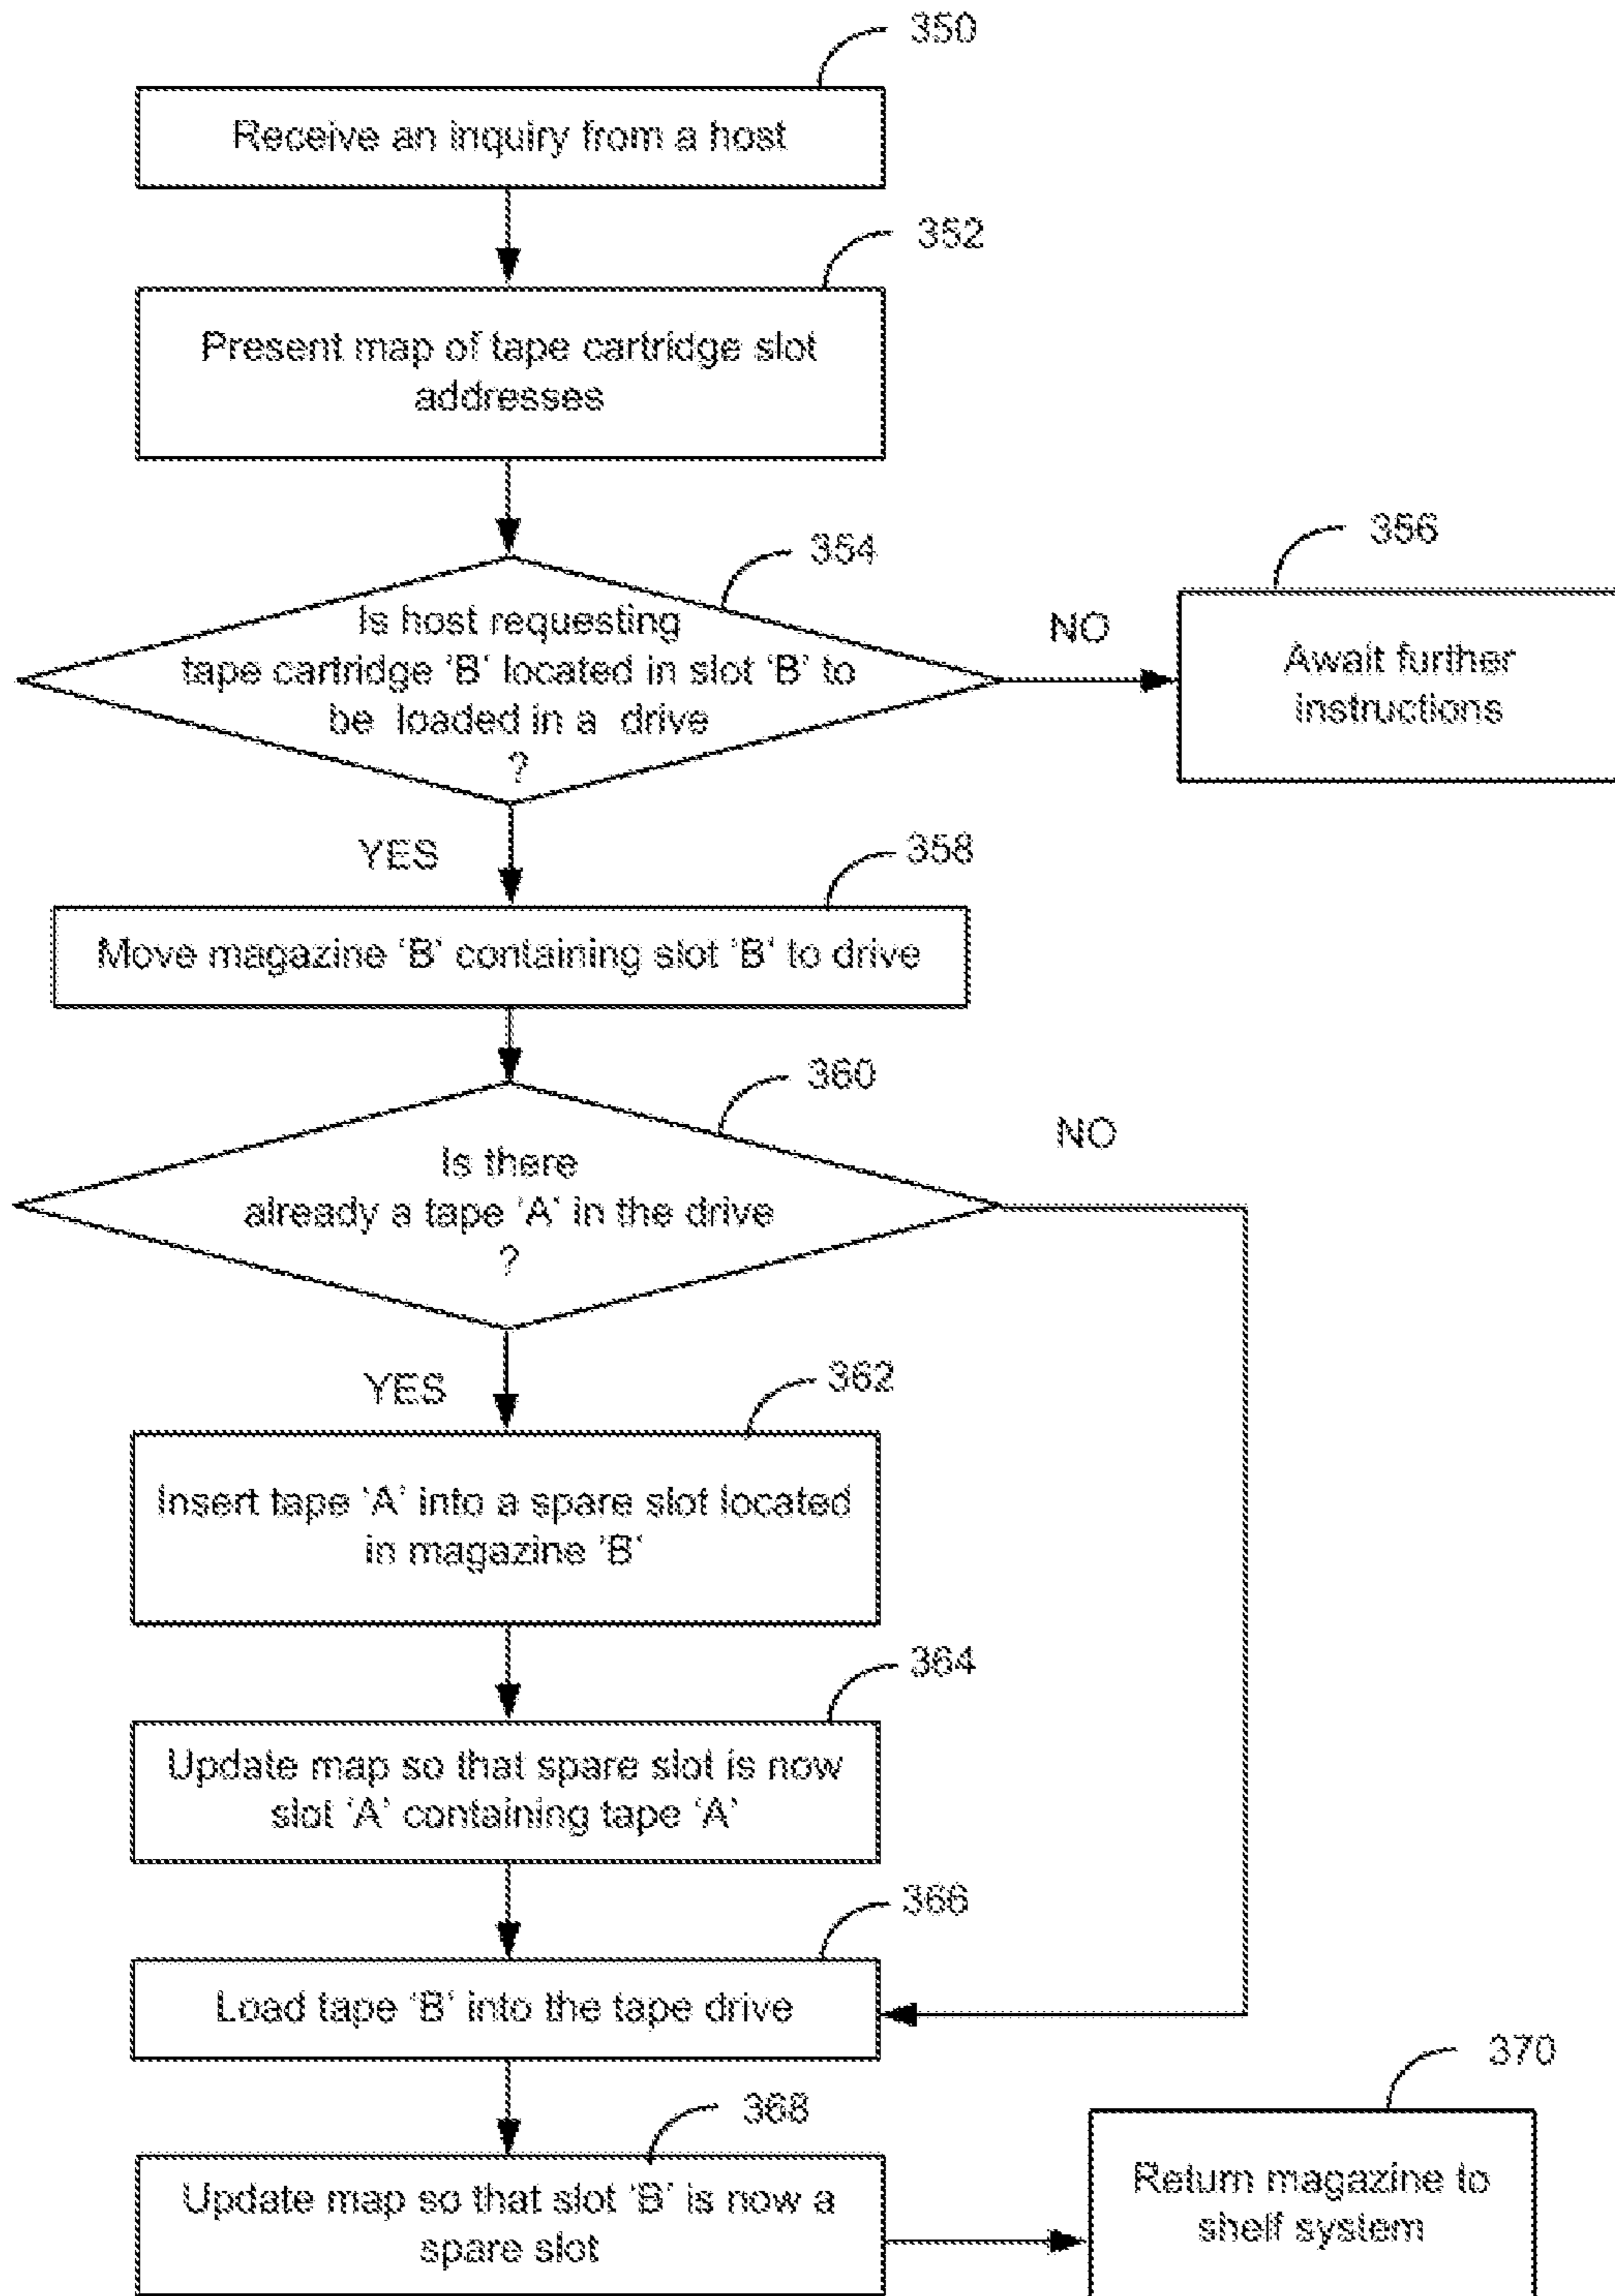 350
Receive an inquiry from a host
352
Present map of tape cartridge slot
addresses
354
Is host requesting
tape cartridge ‘B’ located in slot ‘B’ to
be loaded in a drive
?
NO
356
Await further
instructions
YES
358
Move magazine ‘B’ containing slot ‘B’ to drive
360
Is there
already a tape ‘A’ in the drive
?
NO
YES
362
Insert tape ‘A’ into a spare slot located
in magazine ‘B’
364
Update map so that spare slot is now
slot ‘A’ containing tape ‘A’
366
Load tape ‘B’ into the tape drive
368
Update map so that slot ‘B’ is now a
spare slot
370
Return magazine to
shelf system